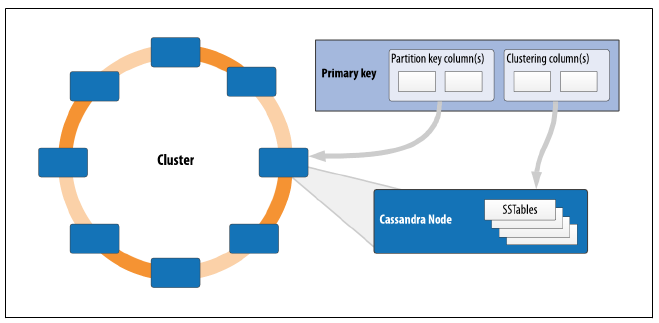 Partition key column(s)
Clustering column(s)
Primary key
Cluster
SSTables
Cassandra Node